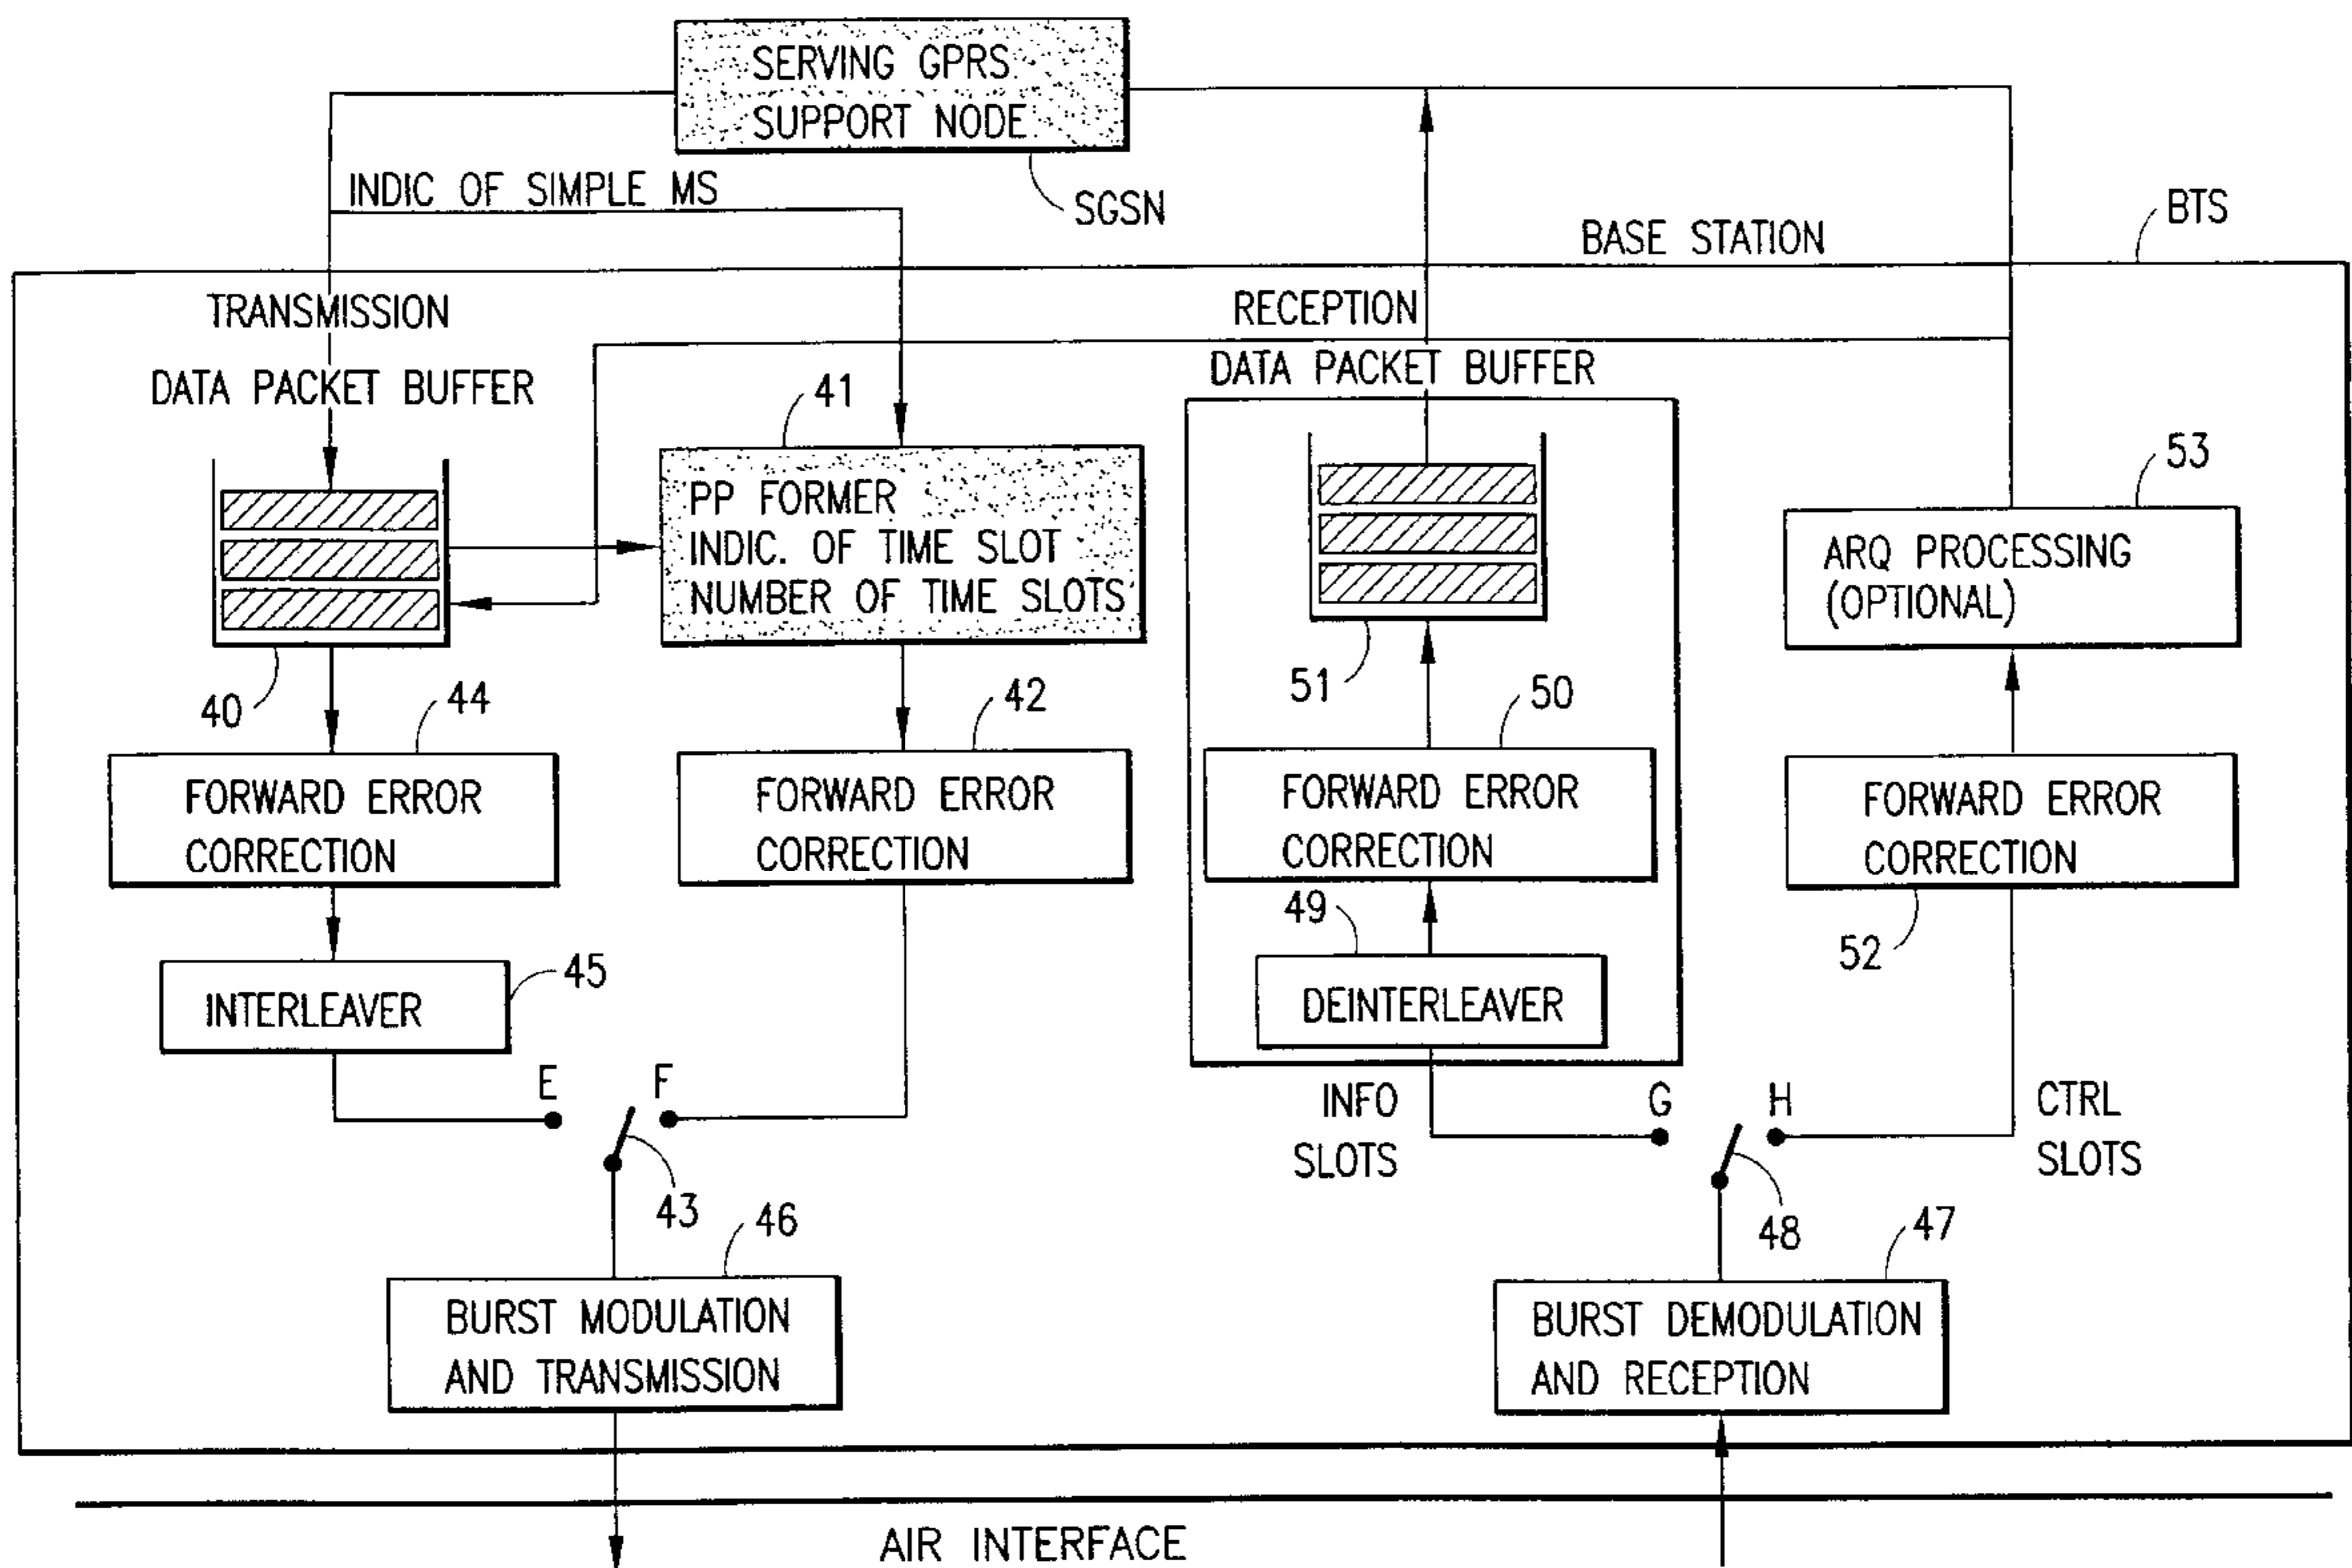 SERVING GPRS
SUPPORT NODE
INDIC OF SIMPLE MS
SGSN
BTS
BASE STATION
TRANSMISSION
RECEPTION
DATA PACKET BUFFER
DATA PACKET BUFFER
41
53
PP FORMER
INDIC. OF TIME SLOT
NUMBER OF TIME SLOTS
ARQ PROCESSING
(OPTIONAL)
40
44
42
51
50
FORWARD ERROR
CORRECTION
FORWARD ERROR
CORRECTION
FORWARD ERROR
CORRECTION
FORWARD ERROR
CORRECTION
49
52
45
INTERLEAVER
DEINTERLEAVER
E
F
INFO
SLOTS
G
H
CTRL
SLOTS
43
48
46
47
BURST MODULATION
AND TRANSMISSION
BURST DEMODULATION
AND RECEPTION
AIR INTERFACE